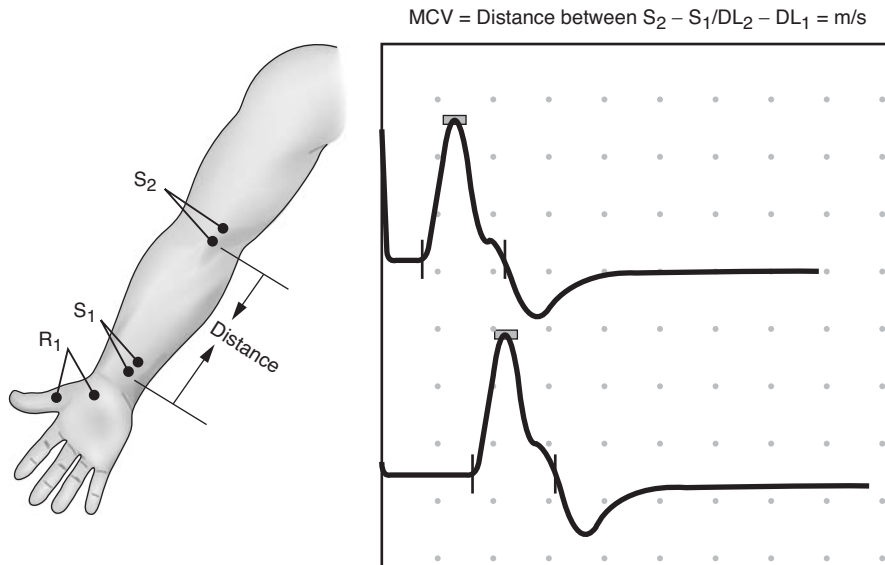 MCV = Distance between S₂ – S₁/DL₂ – DL₁ = m/s
S₂
S₁
R₁
Distance